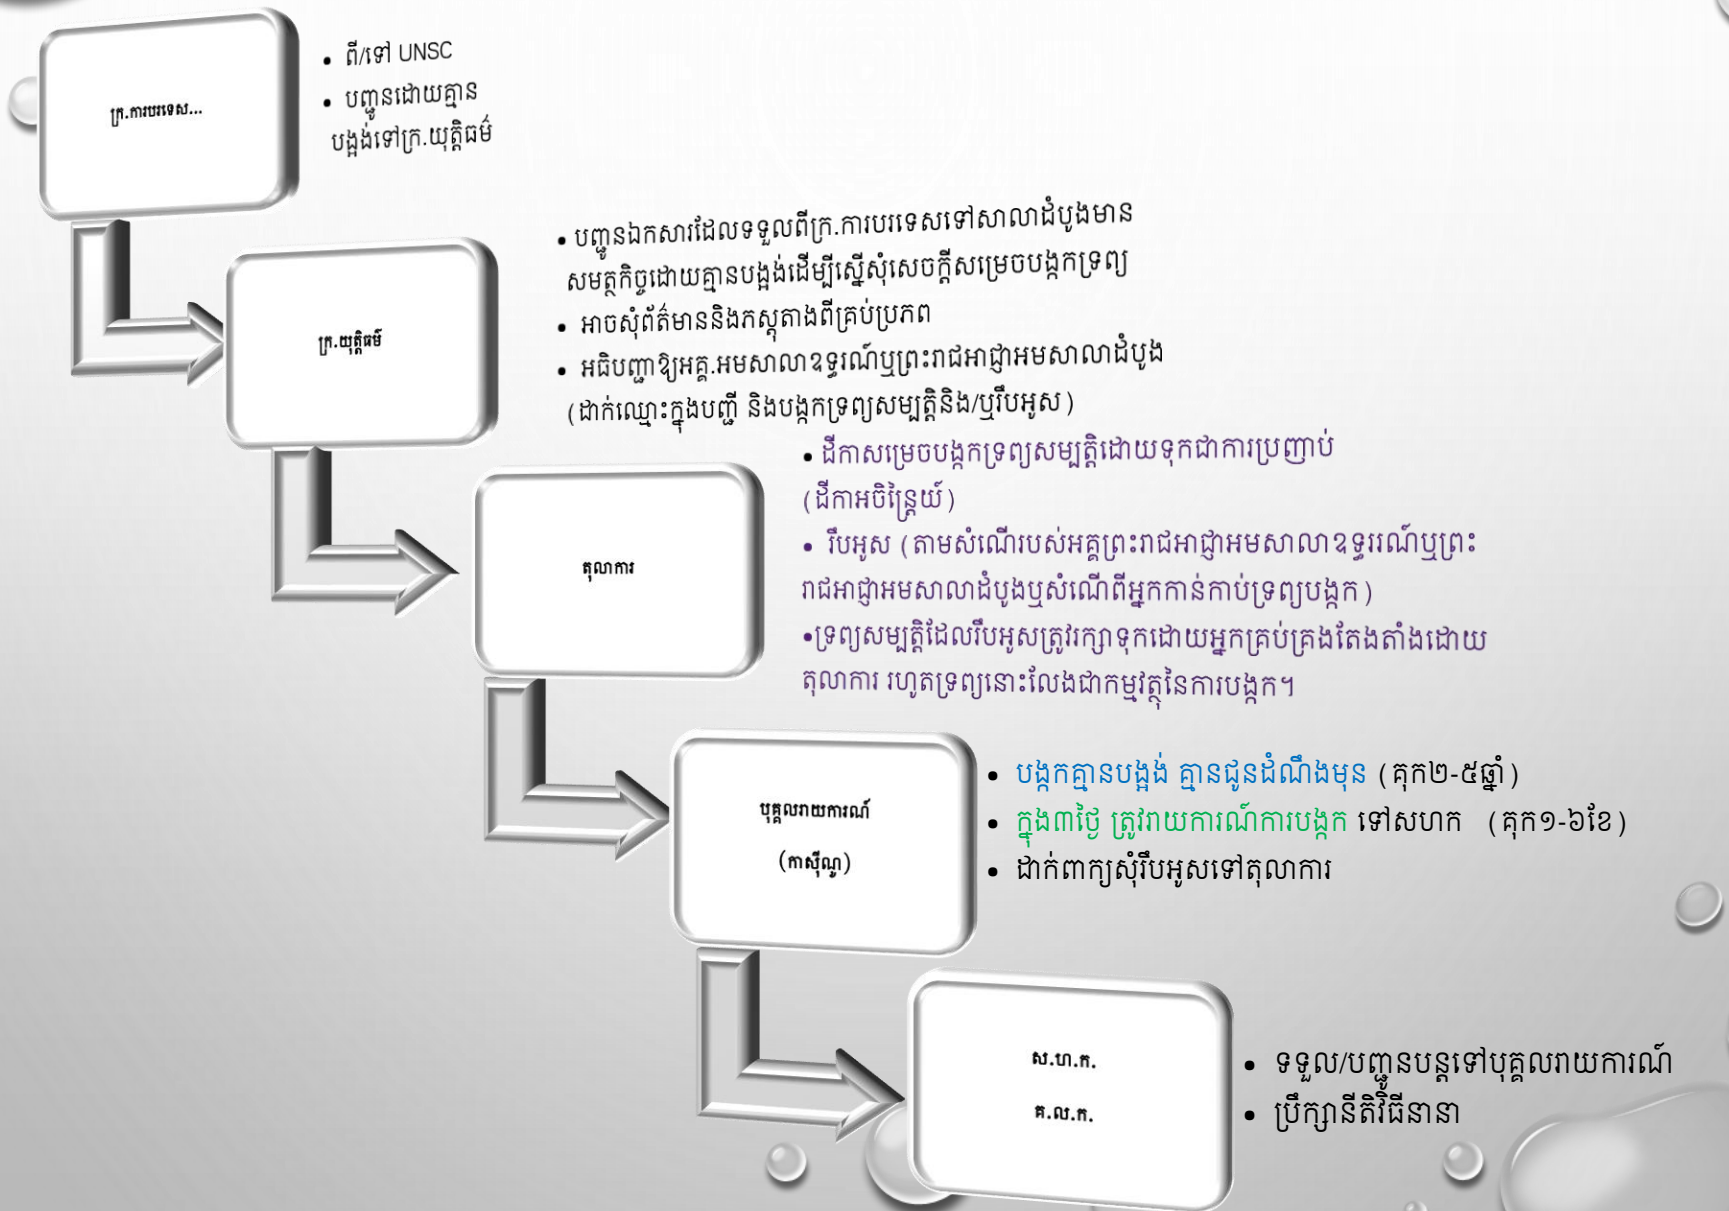 ក្រ.ការបរទេស...
• ពី/ទៅ UNSC
• បញ្ជូនដោយគ្មាន
បង្អង់ទៅក្រ.យុត្តិធម៌
ក្រ.យុត្តិធម៌
• បញ្ជូនឯកសារដែលទទួលពីក្រ.ការបរទេសទៅសាលាដំបូងមាន
សមត្ថកិច្ចដោយគ្មានបង្អង់ដើម្បីស្នើសុំសេចក្តីសម្រេចបង្កកទ្រព្យ
• អាចសុំព័ត៌មាននិងភស្តុតាងពីគ្រប់ប្រភព
• អធិបញ្ជាឱ្យអគ្គ.អមសាលាឧទ្ធរណ៍ឬព្រះរាជអាជ្ញាអមសាលាដំបូង
(ដាក់ឈ្មោះក្នុងបញ្ជី និងបង្កកទ្រព្យសម្បត្តិនិង/ឬរឹបអូស)
តុលាការ
• ដីកាសម្រេចបង្កកទ្រព្យសម្បត្តិដោយទុកជាការប្រញាប់
(ដីកាអចិន្ត្រៃយ៍)
• រឹបអូស (តាមសំណើរបស់អគ្គព្រះរាជអាជ្ញាអមសាលាឧទ្ធររណ៍ឬព្រះ
រាជអាជ្ញាអមសាលាដំបូងឬសំណើពីអ្នកកាន់កាប់ទ្រព្យបង្កក)
•ទ្រព្យសម្បត្តិដែលរឹបអូសត្រូវរក្សាទុកដោយអ្នកគ្រប់គ្រងតែងតាំងដោយ
តុលាការ រហូតទ្រព្យនោះលែងជាកម្មវត្ថុនៃការបង្កក។
បុគ្គលរាយការណ៍
(កាស៊ីណូ)
• បង្កកគ្មានបង្អង់ គ្មានជូនដំណឹងមុន (គុក២-៥ឆ្នាំ)
• ក្នុង៣ថ្ងៃ ត្រូវរាយការណ៍ការបង្កក ទៅសហក (គុក១-៦ខែ)
• ដាក់ពាក្យសុំរឹបអូសទៅតុលាការ
ស.ហ.ក.
គ.ល.ក.
• ទទួល/បញ្ជូនបន្តទៅបុគ្គលរាយការណ៍
• ប្រឹក្សានីតិវិធីនានា